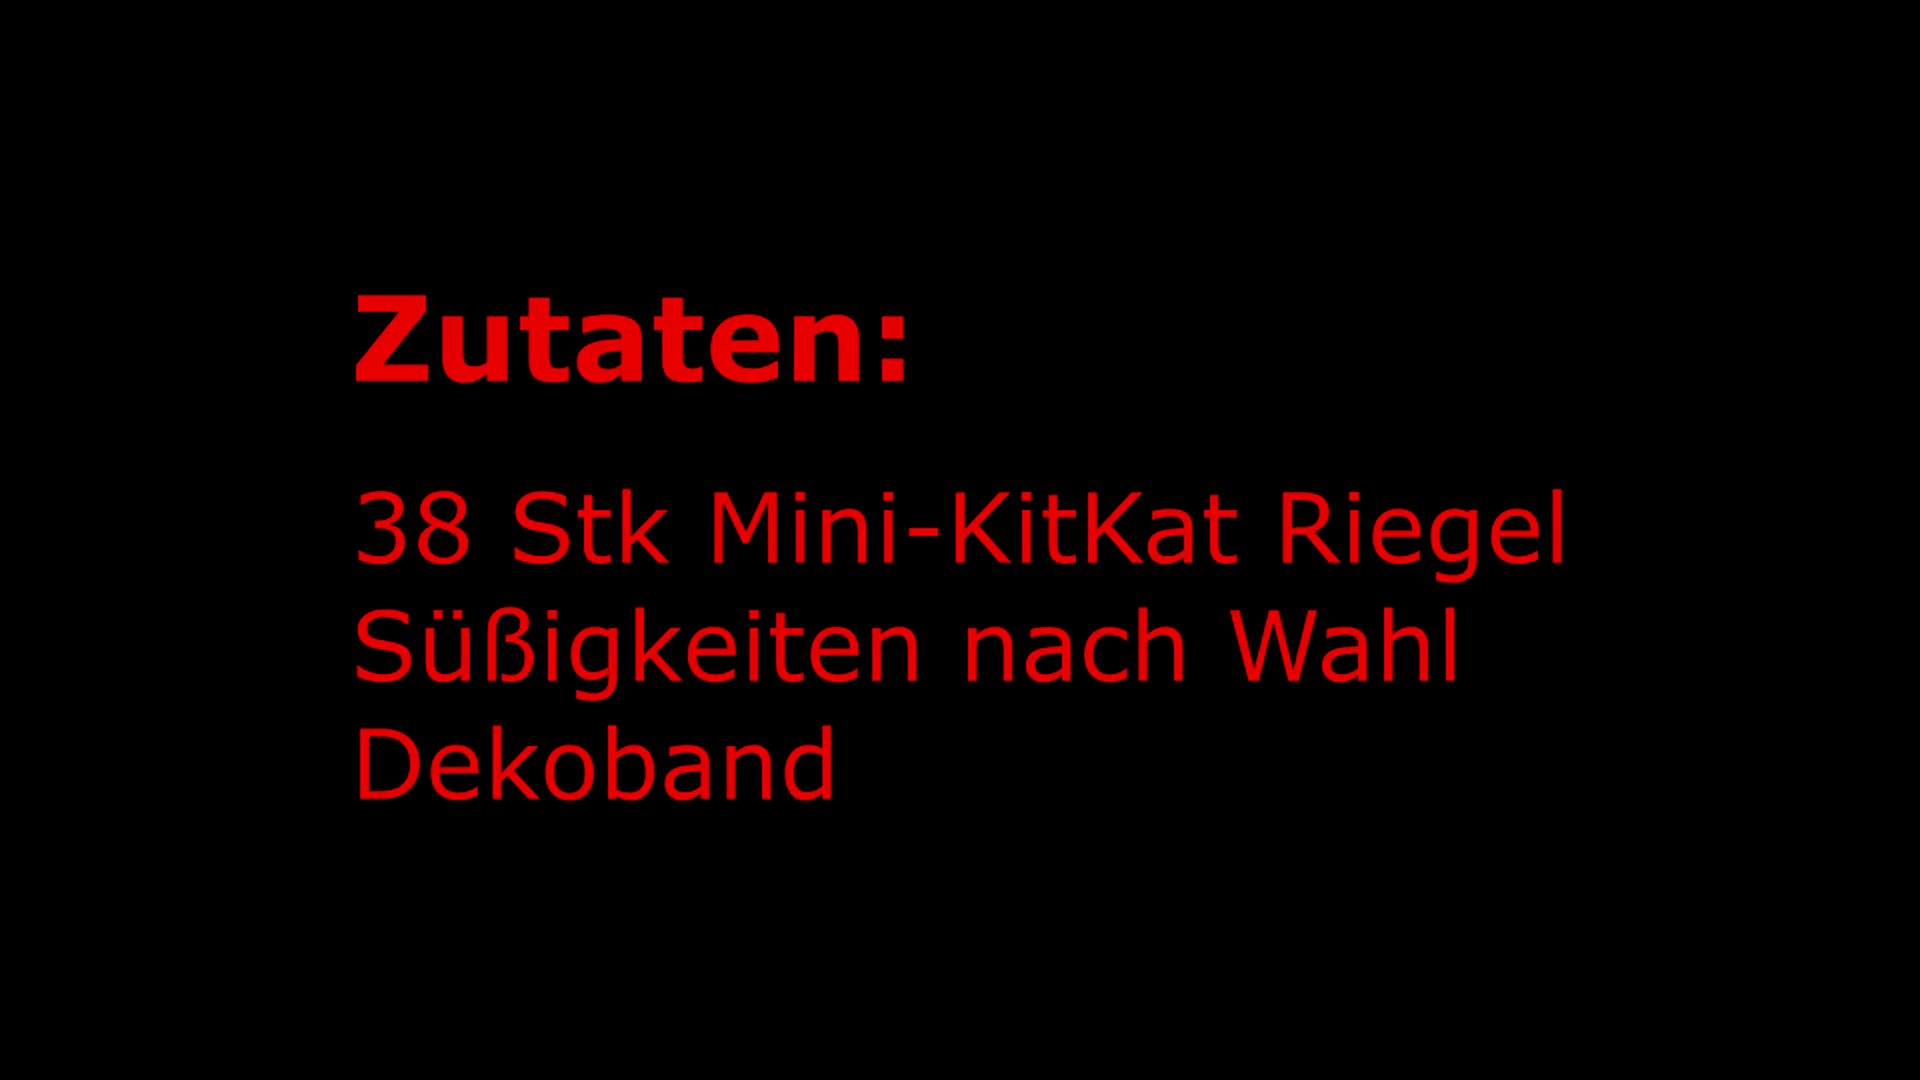 Zutaten:
38 Stk Mini-KitKat Riegel
Süßigkeiten nach Wahl
Dekoband